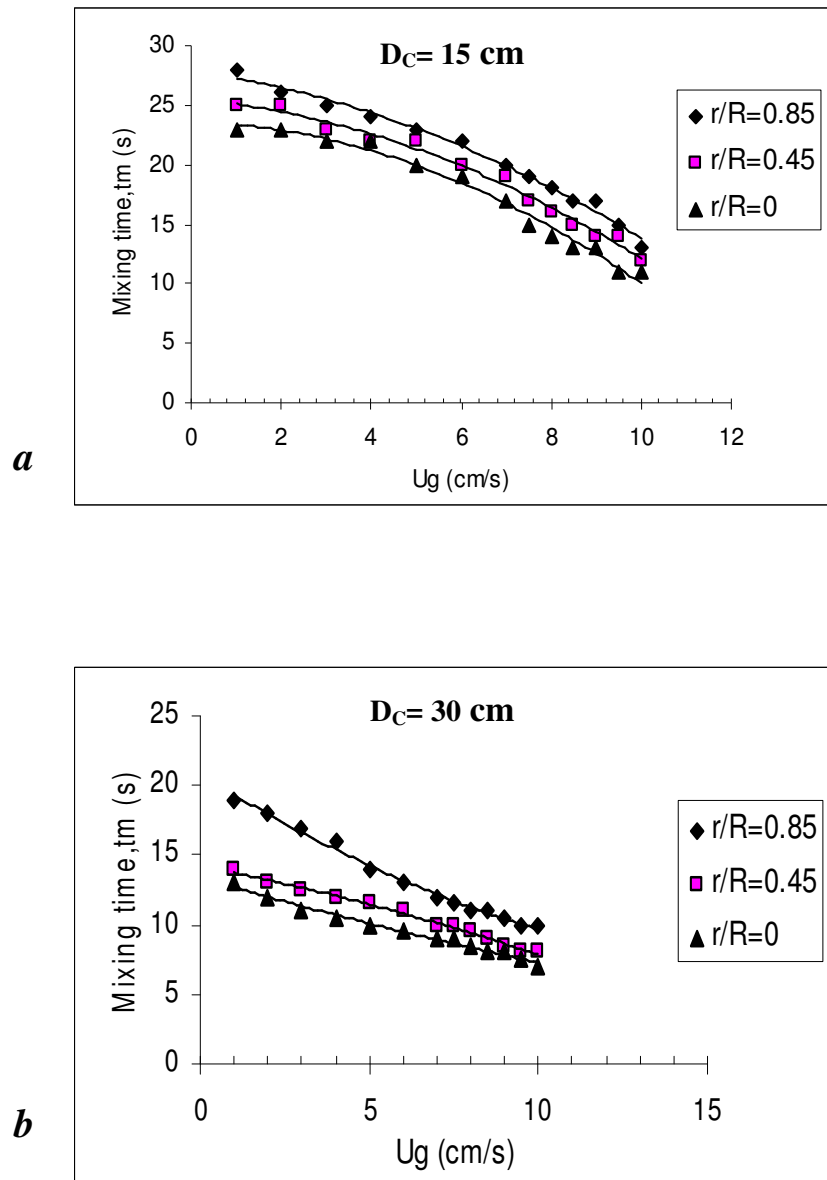 D_C= 15 cm
30
25
20
15
10
5
0
0 2 4 6 8 10 12
Mixing time,tm (s)
Ug (cm/s)
r/R=0.85
r/R=0.45
r/R=0
a
D_C= 30 cm
25
20
15
10
5
0
0 5 10 15
Mixing time,tm (s)
Ug (cm/s)
r/R=0.85
r/R=0.45
r/R=0
b